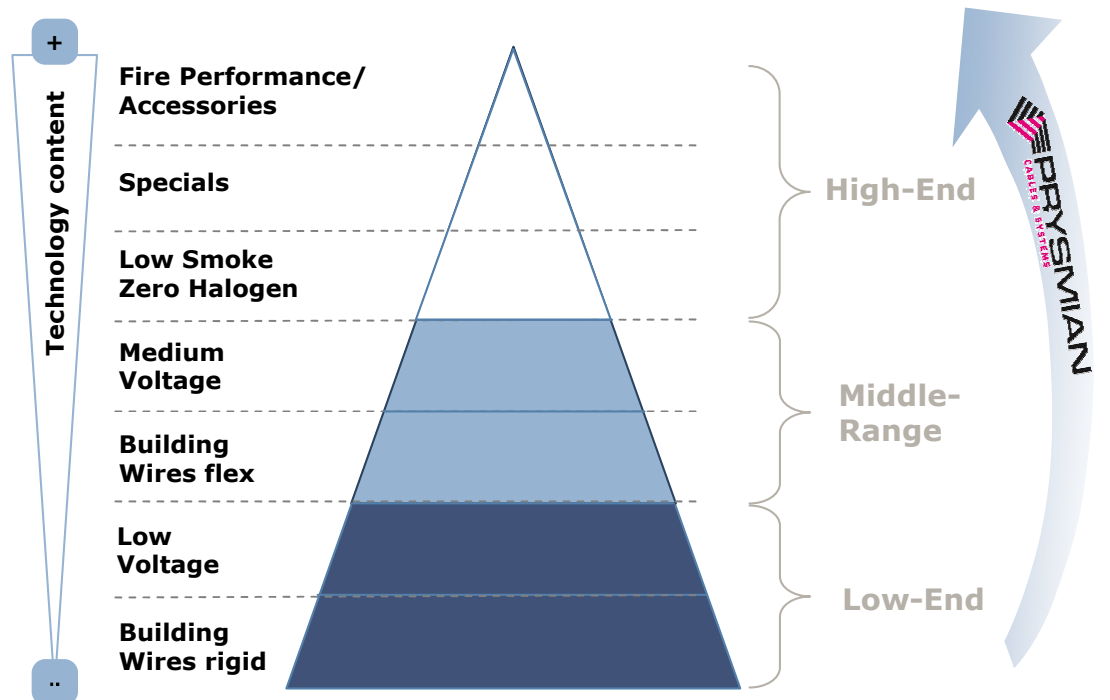 +
Technology content
..
Fire Performance/
Accessories
Specials
Low Smoke
Zero Halogen
Medium
Voltage
Building
Wires flex
Low
Voltage
Building
Wires rigid
High-End
Middle-
Range
Low-End
PRYSMIAN
CABLES & SYSTEMS